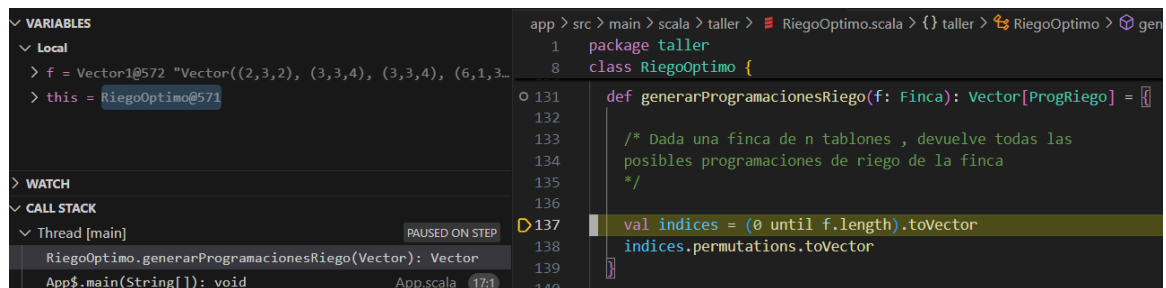 VARIABLES
Local
f = Vector1@572 "Vector((2,3,2), (3,3,4), (3,3,4), (6,1,3…
this = RiegoOptimo@571
WATCH
CALL STACK
Thread [main] PAUSED ON STEP
RiegoOptimo.generarProgramacionesRiego(Vector): Vector
App$.main(String[]): void App.scala 17:1
app > src > main > scala > taller > RiegoOptimo.scala > {} taller > RiegoOptimo > gen
1 package taller
8 class RiegoOptimo {
131 def generarProgramacionesRiego(f: Finca): Vector[ProgRiego] = {
132
133 /* Dada una finca de n tablones , devuelve todas las
134 posibles programaciones de riego de la finca
135 */
136
137 val indices = (0 until f.length).toVector
138 indices.permutations.toVector
139 }
140